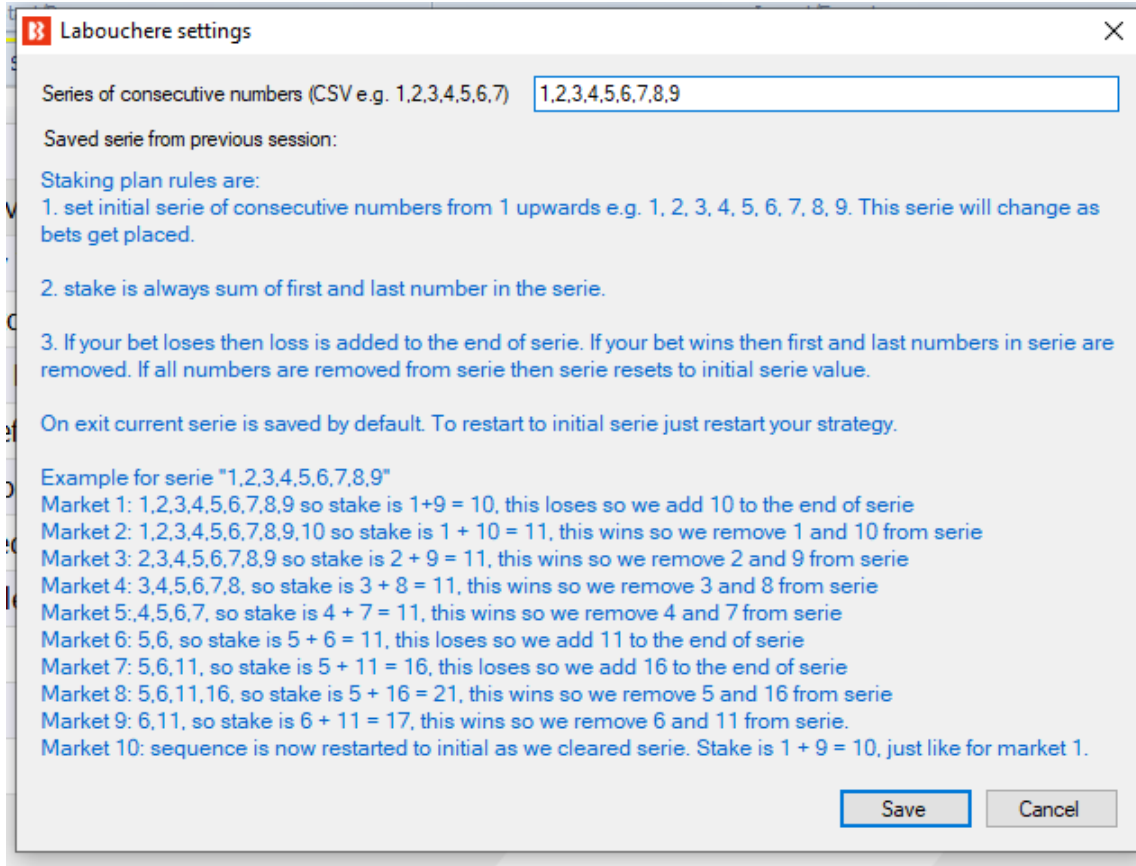 Labouchere settings
Series of consecutive numbers (CSV e.g. 1,2,3,4,5,6,7) 1,2,3,4,5,6,7,8,9
Saved serie from previous session:
Staking plan rules are:
1. set initial serie of consecutive numbers from 1 upwards e.g. 1, 2, 3, 4, 5, 6, 7, 8, 9. This serie will change as
bets get placed.
2. stake is always sum of first and last number in the serie.
3. If your bet loses then loss is added to the end of serie. If your bet wins then first and last numbers in serie are
removed. If all numbers are removed from serie then serie resets to initial serie value.
On exit current serie is saved by default. To restart to initial serie just restart your strategy.
Example for serie "1,2,3,4,5,6,7,8,9"
Market 1: 1,2,3,4,5,6,7,8,9 so stake is 1+9 = 10, this loses so we add 10 to the end of serie
Market 2: 1,2,3,4,5,6,7,8,9,10 so stake is 1 + 10 = 11, this wins so we remove 1 and 10 from serie
Market 3: 2,3,4,5,6,7,8,9 so stake is 2 + 9 = 11, this wins so we remove 2 and 9 from serie
Market 4: 3,4,5,6,7,8, so stake is 3 + 8 = 11, this wins so we remove 3 and 8 from serie
Market 5:,4,5,6,7, so stake is 4 + 7 = 11, this wins so we remove 4 and 7 from serie
Market 6: 5,6, so stake is 5 + 6 = 11, this loses so we add 11 to the end of serie
Market 7: 5,6,11, so stake is 5 + 11 = 16, this loses so we add 16 to the end of serie
Market 8: 5,6,11,16, so stake is 5 + 16 = 21, this wins so we remove 5 and 16 from serie
Market 9: 6,11, so stake is 6 + 11 = 17, this wins so we remove 6 and 11 from serie.
Market 10: sequence is now restarted to initial as we cleared serie. Stake is 1 + 9 = 10, just like for market 1.
Save Cancel